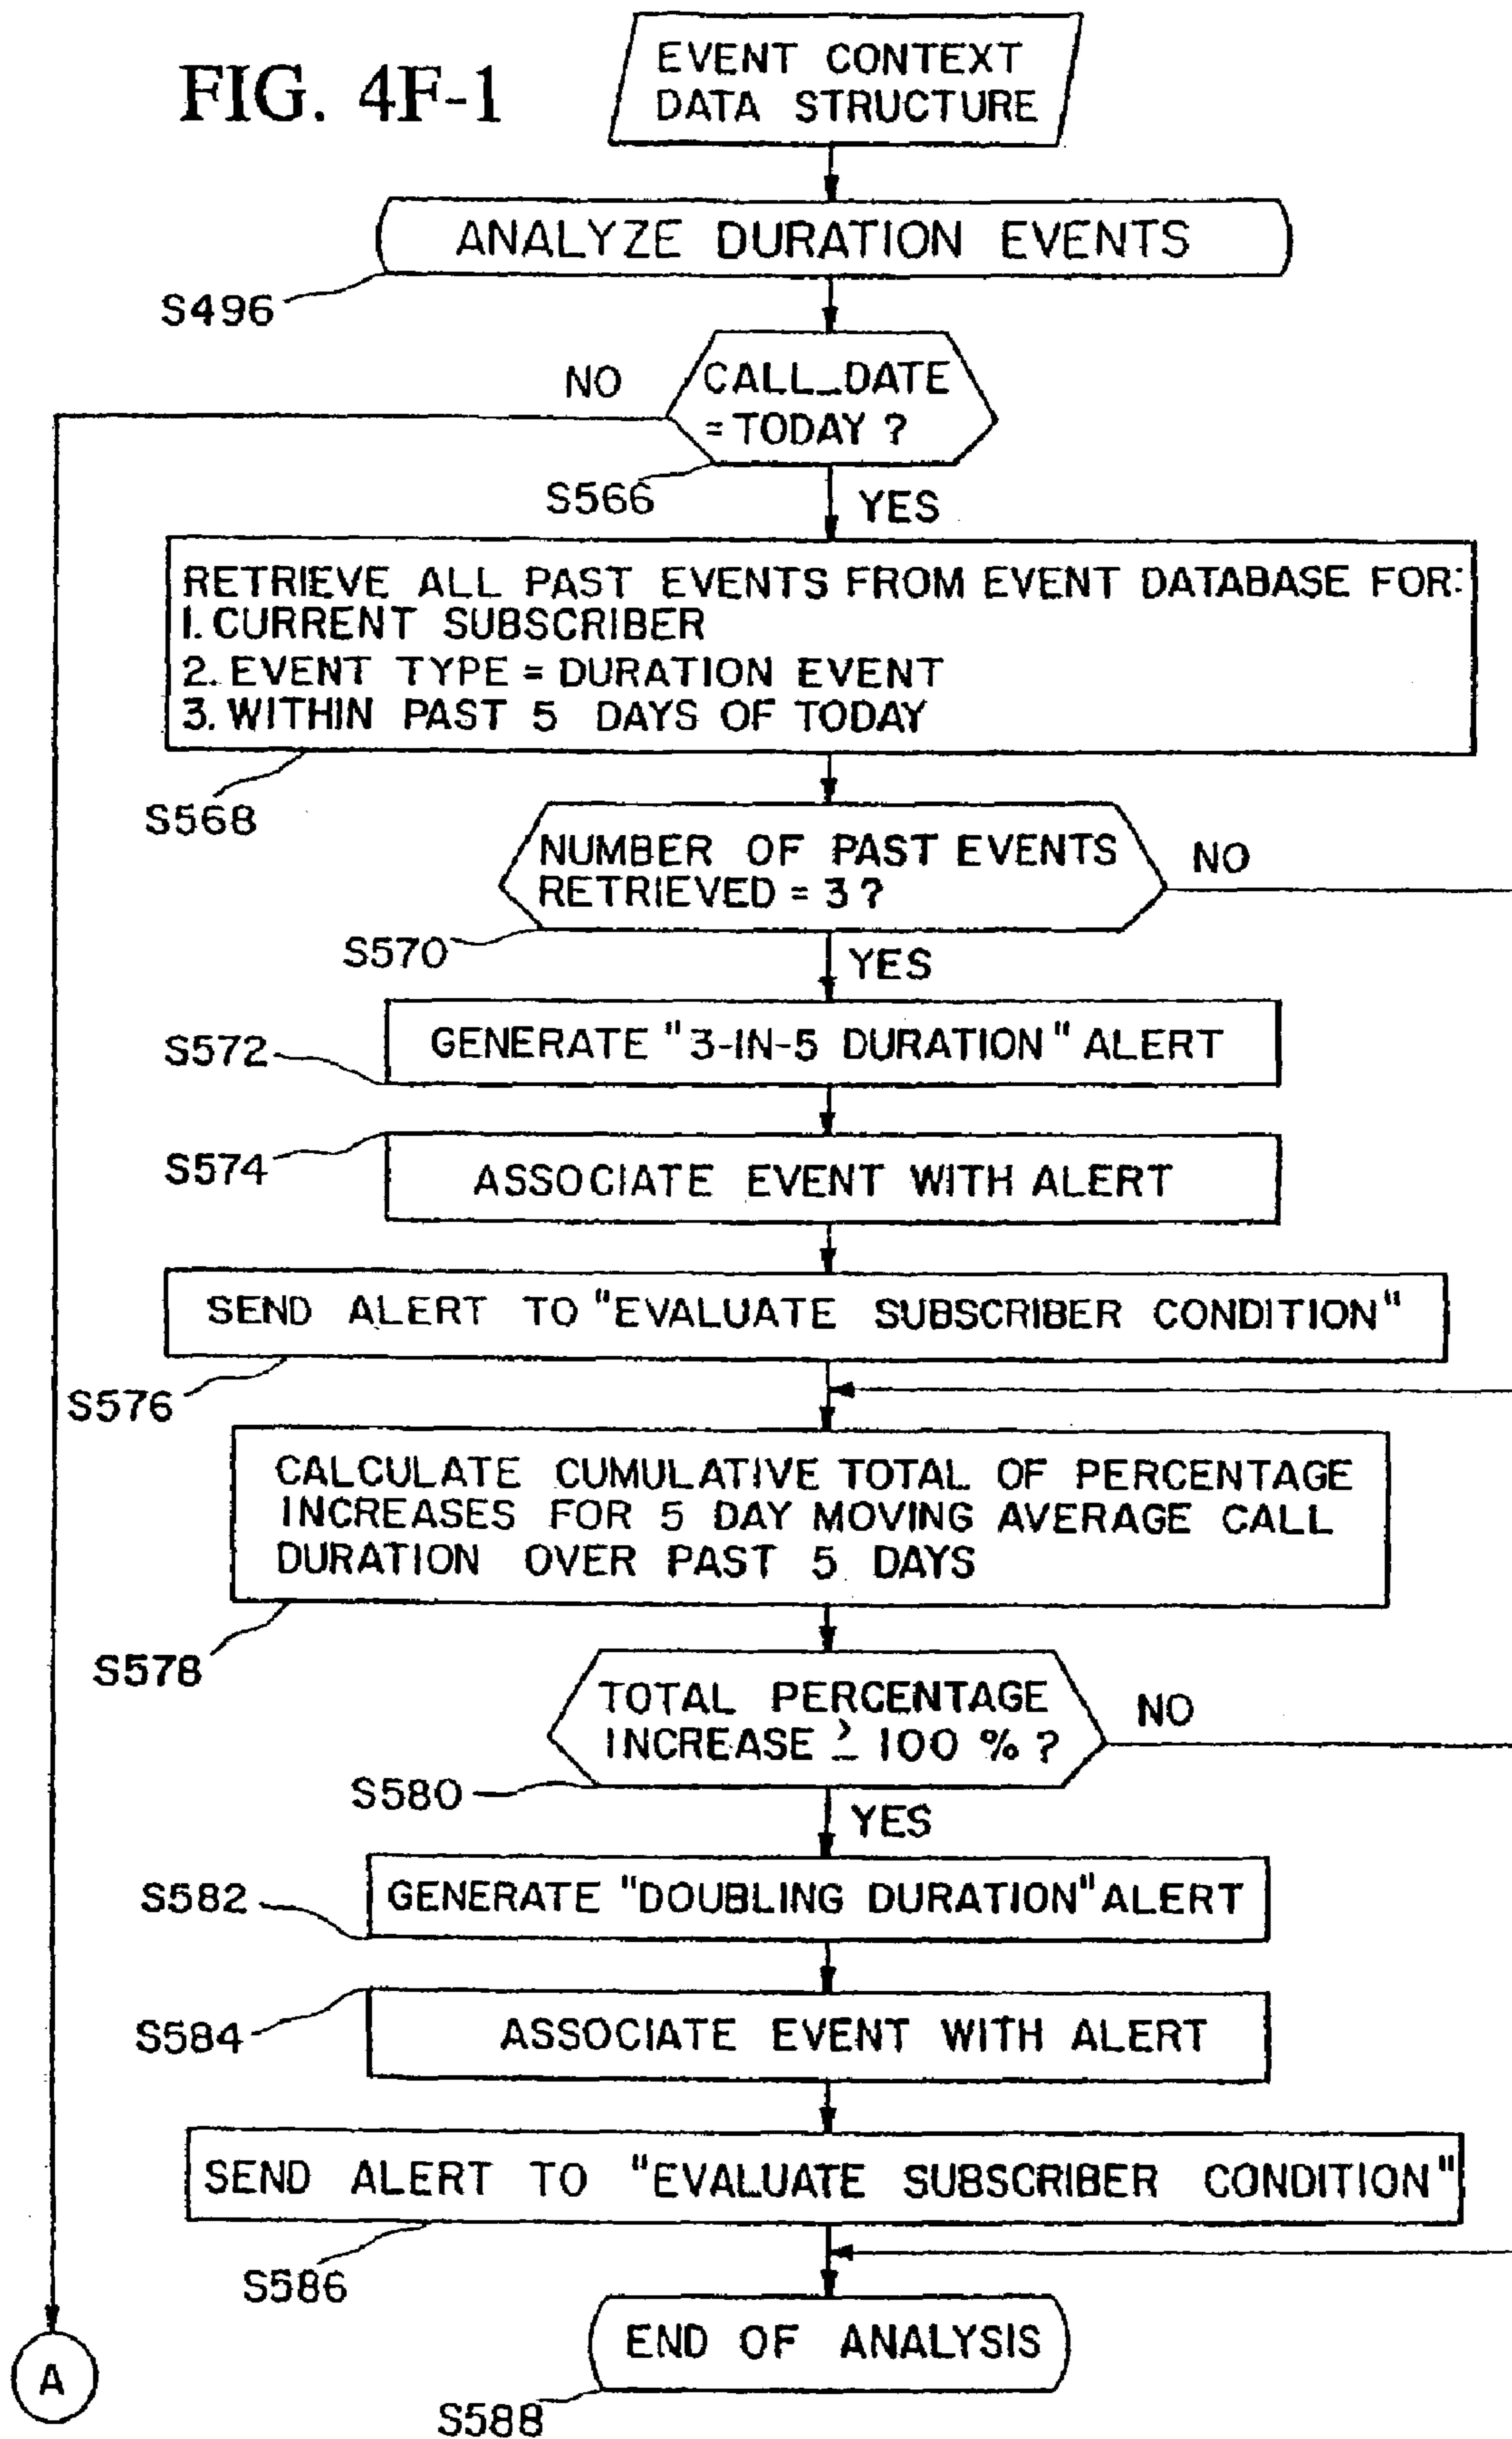 FIG. 4F-1
EVENT CONTEXT
DATA STRUCTURE
ANALYZE DURATION EVENTS
S496
NO
CALL_DATE
= TODAY ?
S566
YES
RETRIEVE ALL PAST EVENTS FROM EVENT DATABASE FOR:
1. CURRENT SUBSCRIBER
2. EVENT TYPE = DURATION EVENT
3. WITHIN PAST 5 DAYS OF TODAY
S568
NUMBER OF PAST EVENTS
RETRIEVED = 3 ?
NO
S570
YES
S572
GENERATE "3-IN-5 DURATION" ALERT
S574
ASSOCIATE EVENT WITH ALERT
SEND ALERT TO "EVALUATE SUBSCRIBER CONDITION"
S576
CALCULATE CUMULATIVE TOTAL OF PERCENTAGE
INCREASES FOR 5 DAY MOVING AVERAGE CALL
DURATION OVER PAST 5 DAYS
S578
TOTAL PERCENTAGE
INCREASE ≥ 100 % ?
NO
S580
YES
S582
GENERATE "DOUBLING DURATION" ALERT
S584
ASSOCIATE EVENT WITH ALERT
SEND ALERT TO "EVALUATE SUBSCRIBER CONDITION"
S586
END OF ANALYSIS
A
S588